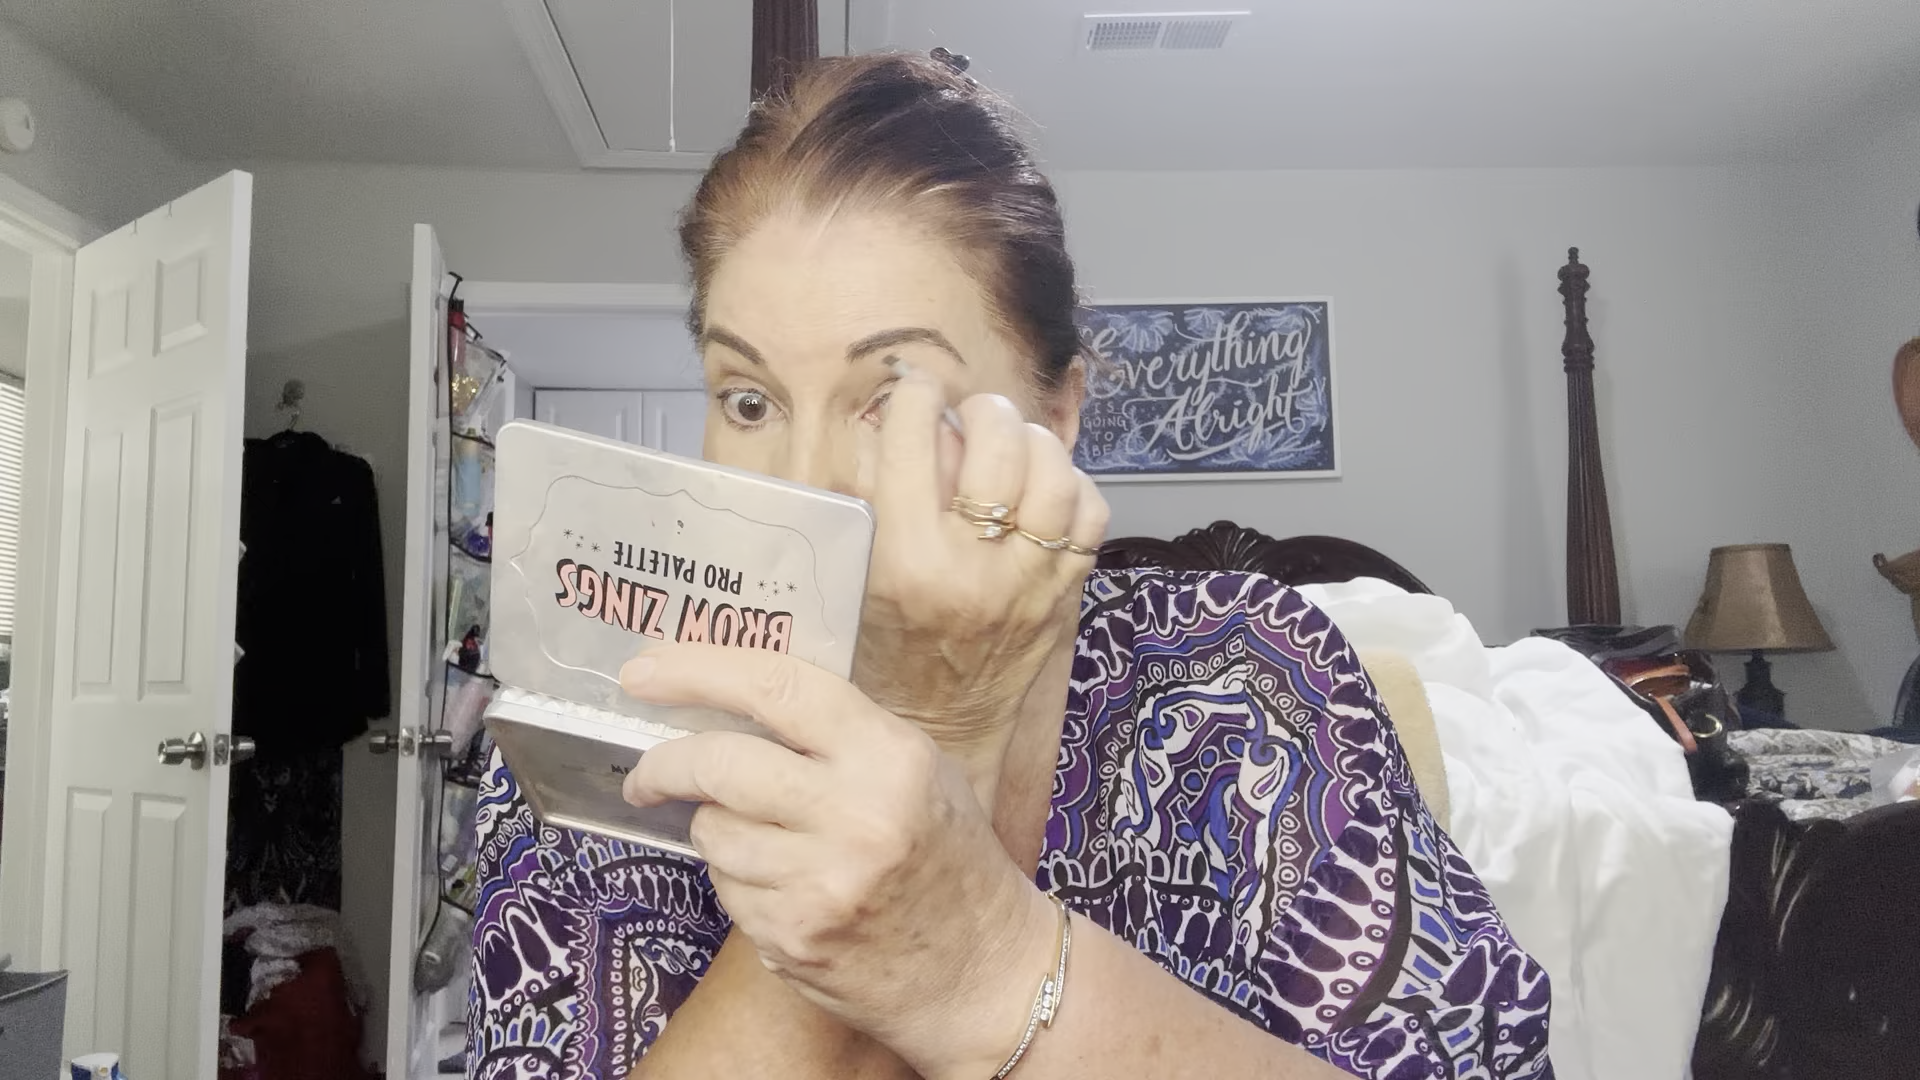 Everything
IS
GOING
TO
BE
Alright
BROW ZINGS
PRO PALETTE